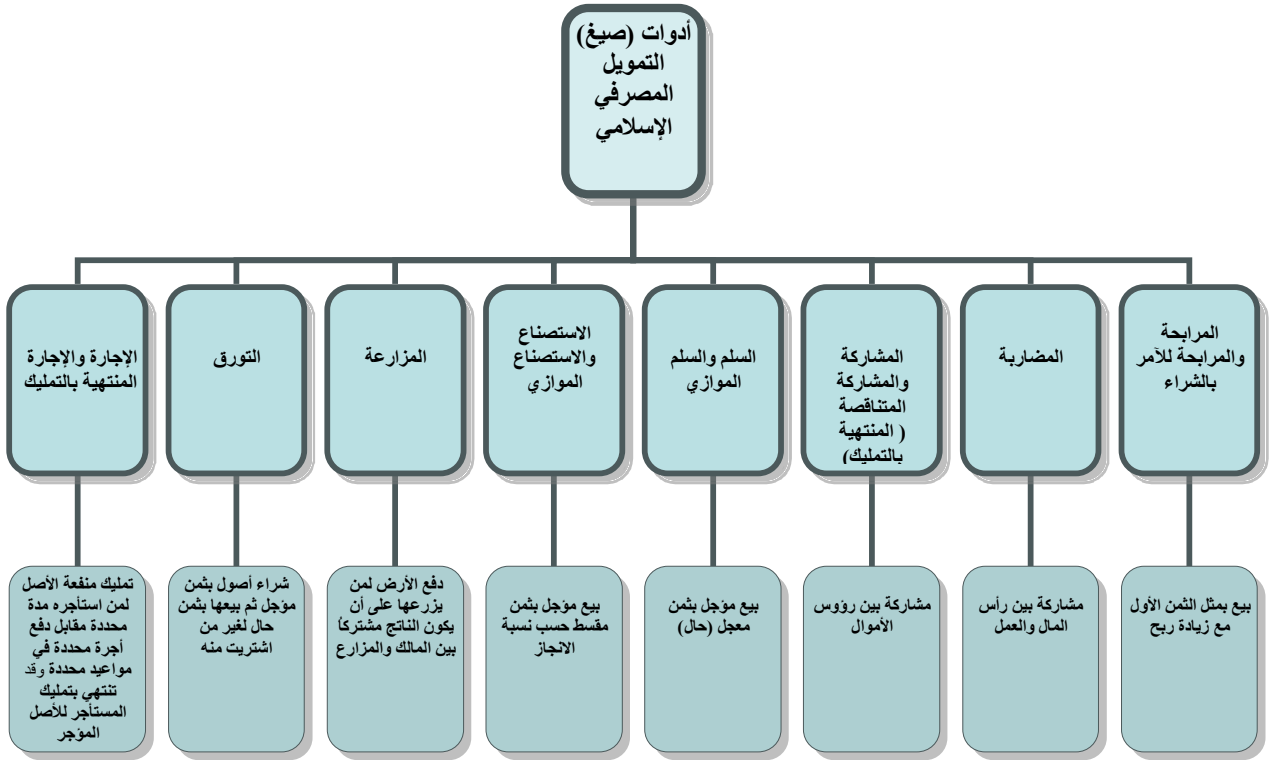 أدوات (صيغ)
التمويل
المصرفي
الإسلامي
المرابحة
والمرابحة للآمر
بالشراء
المضاربة
المشاركة
والمشاركة
المتناقصة
( المنتهية
بالتمليك)
السلم والسلم
الموازي
الاستصناع
والاستصناع
الموازي
المزارعة
التورق
الإجارة والإجارة
المنتهية بالتمليك
بيع بمثل الثمن الأول
مع زيادة ربح
مشاركة بين رأس
المال والعمل
مشاركة بين رؤوس
الأموال
بيع مؤجل بثمن
معجل (حال)
بيع مؤجل بثمن
مقسط حسب نسبة
الانجاز
دفع الأرض لمن
يزرعها على أن
يكون الناتج مشتركاً
بين المالك والمزارع
شراء أصول بثمن
مؤجل ثم بيعها بثمن
حال لغير من
اشتريت منه
تمليك منفعة الأصل
لمن استأجره مدة
محددة مقابل دفع
أجرة محددة في
مواعيد محددة وقد
تنتهي بتمليك
المستأجر للأصل
المؤجر